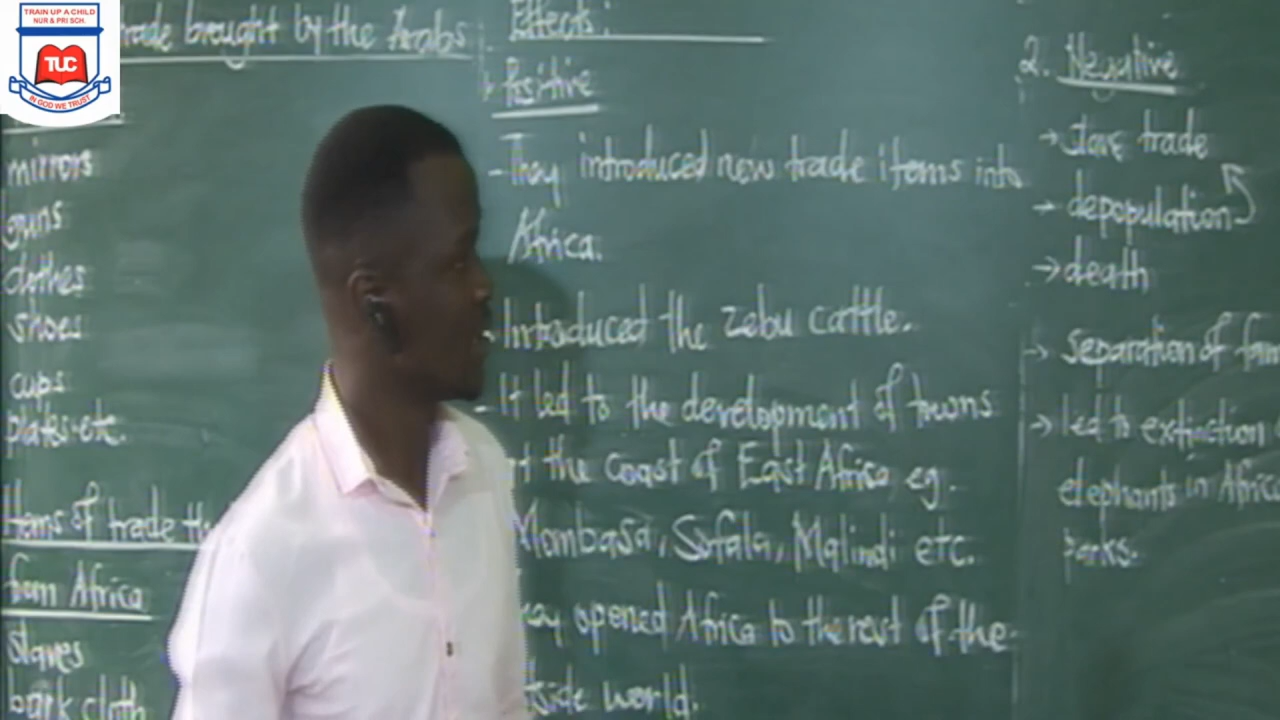 TRAIN UP A CHILD
NUR & PRI SCH.
TUC
IN GOD WE TRUST
brought by the Arabs
mirrors
guns
clothes
shoes
cups
plates etc.
Items of trade
from Africa
slaves
bark cloth
Effects:
Positive
- They introduced new trade items into
Africa.
- Introduced the zebu cattle.
- It led to the development of towns
at the coast of East Africa eg.
Mombasa, Sofala, Malindi etc.
opened Africa to the rest of the
world.
2. Negative
→ slave trade
→ depopulation
→ death
→ separation of
→ led to extinction
elephants in Africa
parks.